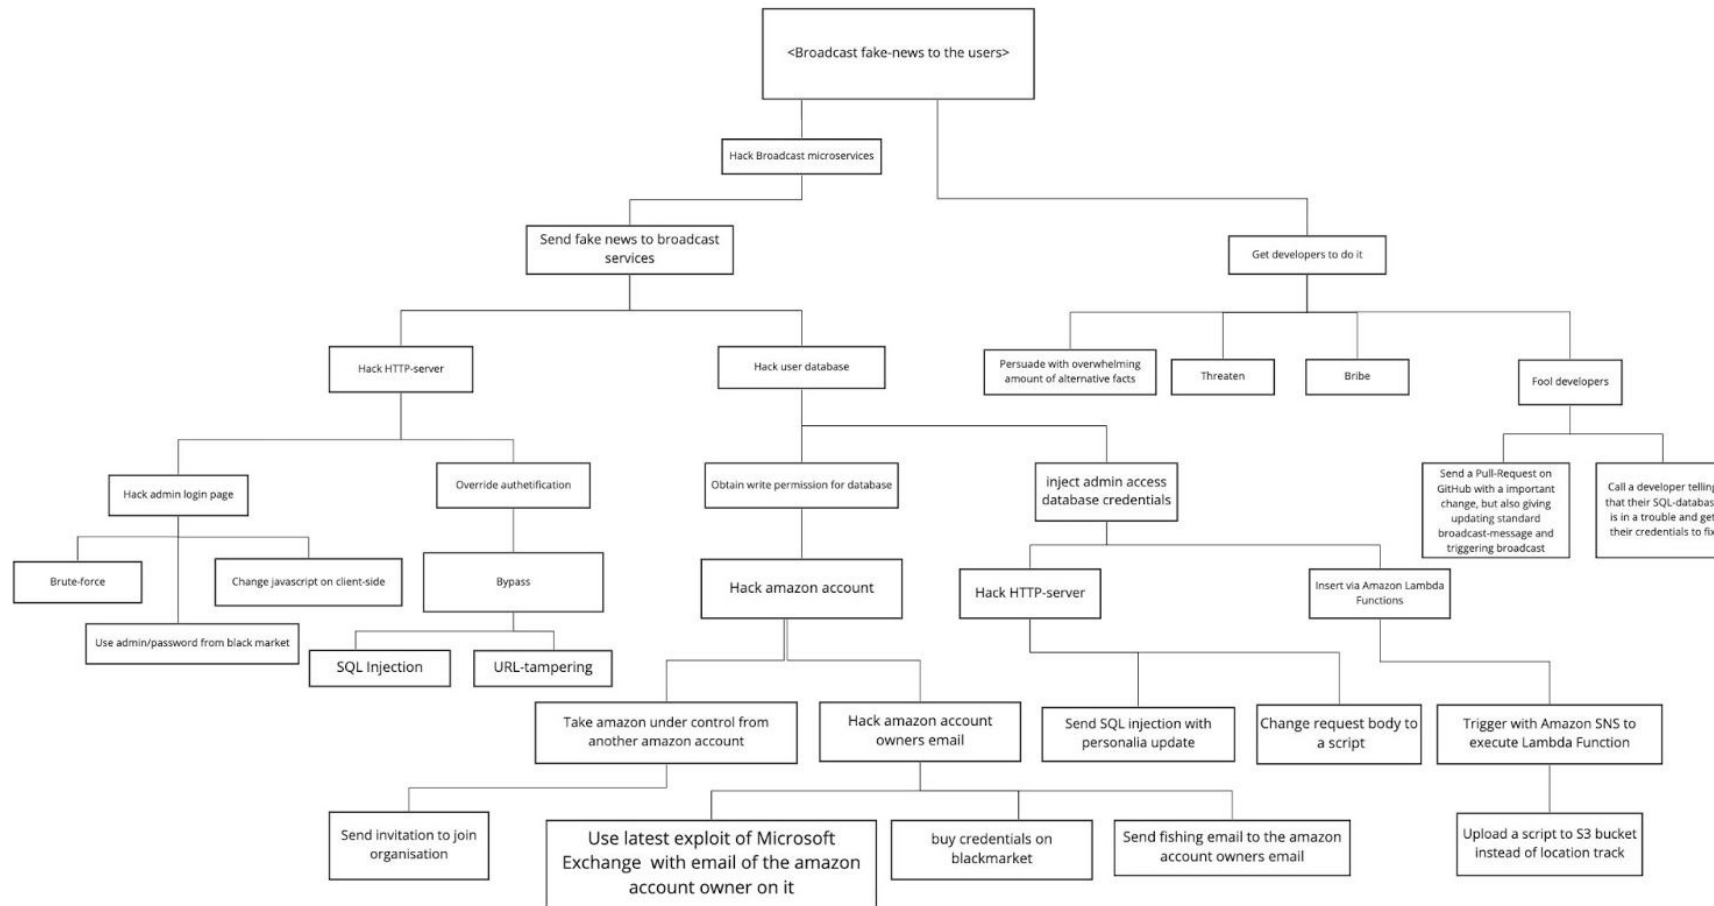 <Broadcast fake-news to the users>
Hack Broadcast microservices
Send fake news to broadcast
services
Get developers to do it
Hack HTTP-server
Hack user database
Persuade with overwhelming
amount of alternative facts
Threaten
Bribe
Fool developers
Hack admin login page
Override authetification
Obtain write permission for database
inject admin access
database credentials
Send a Pull-Request on
GitHub with a important
change, but also giving
updating standard
broadcast-message and
triggering broadcast
Call a developer telling
that their SQL-database
is in a trouble and get
their credentials to fix
Brute-force
Change javascript on client-side
Use admin/password from black market
Bypass
Hack amazon account
Hack HTTP-server
Insert via Amazon Lambda
Functions
SQL Injection
URL-tampering
Take amazon under control from
another amazon account
Hack amazon account
owners email
Send SQL injection with
personalia update
Change request body to
a script
Trigger with Amazon SNS to
execute Lambda Function
Send invitation to join
organisation
Use latest exploit of Microsoft
Exchange with email of the amazon
account owner on it
buy credentials on
blackmarket
Send fishing email to the amazon
account owners email
Upload a script to S3 bucket
instead of location track